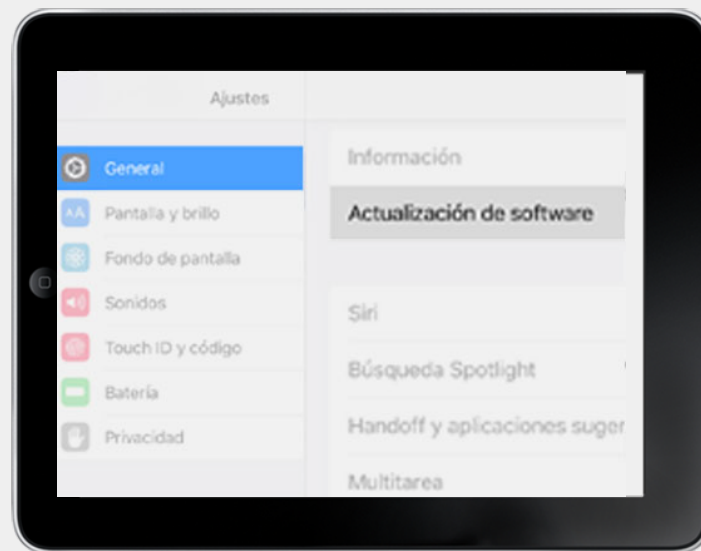 Ajustes
General
AA Pantalla y brillo
Fondo de pantalla
Sonidos
Touch ID y código
Batería
Privacidad
Información
Actualización de software
Siri
Búsqueda Spotlight
Handoff y aplicaciones suger
Multitarea